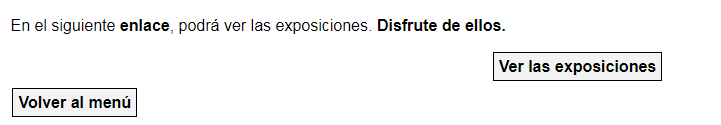 En el siguiente enlace, podrá ver las exposiciones. Disfrute de ellos.
Ver las exposiciones
Volver al menú